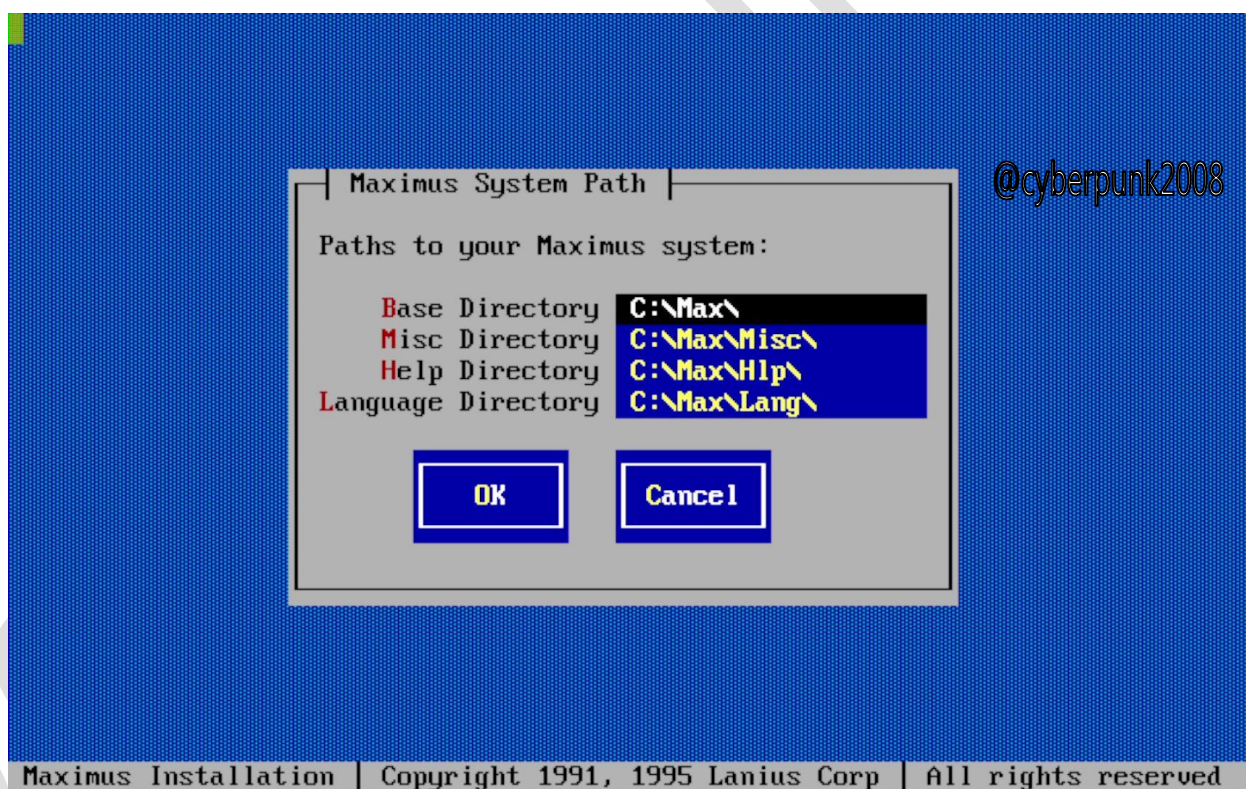 Maximus System Path
@cyberpunk2008
Paths to your Maximus system:
Base Directory C:\Max\
Misc Directory C:\Max\Misc\
Help Directory C:\Max\Hlp\
Language Directory C:\Max\Lang\
OK Cancel
Maximus Installation | Copyright 1991, 1995 Lanius Corp | All rights reserved